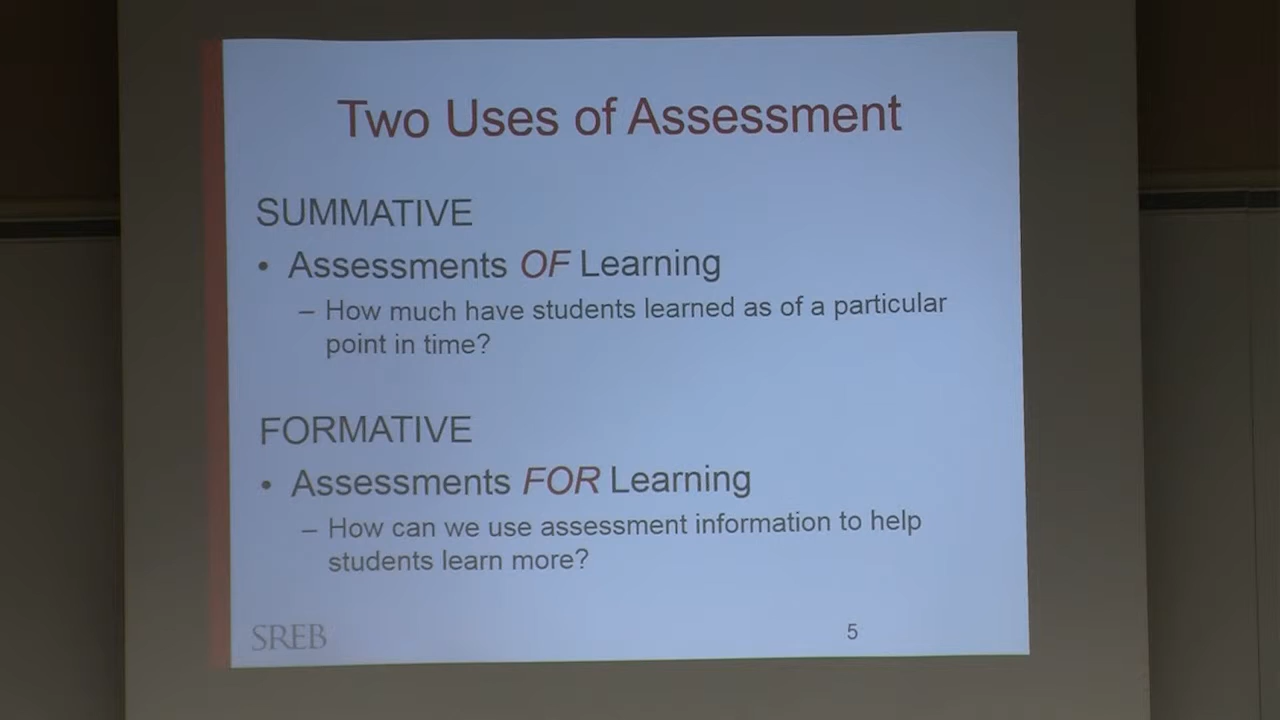 Two Uses of Assessment
SUMMATIVE
• Assessments OF Learning
– How much have students learned as of a particular
point in time?
FORMATIVE
• Assessments FOR Learning
– How can we use assessment information to help
students learn more?
SREB
5